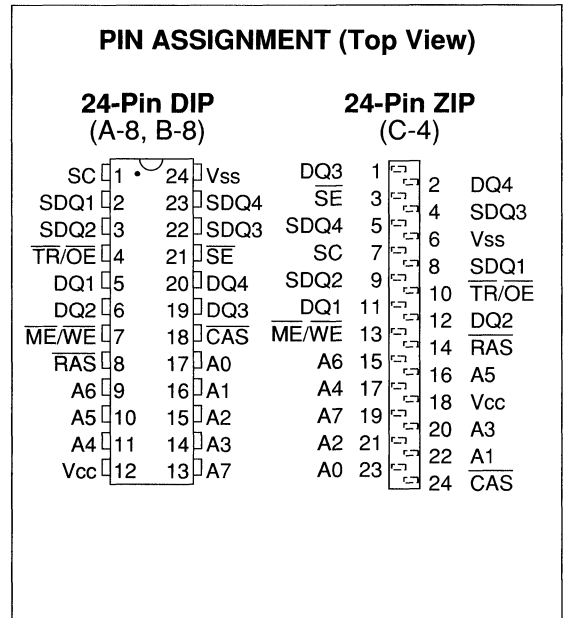 PIN ASSIGNMENT (Top View)
24-Pin DIP
(A-8, B-8)
SC 1 24 Vss
SDQ1 2 23 SDQ4
SDQ2 3 22 SDQ3
TR/OE 4 21 SE
DQ1 5 20 DQ4
DQ2 6 19 DQ3
ME/WE 7 18 CAS
RAS 8 17 A0
A6 9 16 A1
A5 10 15 A2
A4 11 14 A3
Vcc 12 13 A7
24-Pin ZIP
(C-4)
DQ3 1
2 DQ4
SE 3
4 SDQ3
SDQ4 5
6 Vss
SC 7
8 SDQ1
SDQ2 9
10 TR/OE
DQ1 11
12 DQ2
ME/WE 13
14 RAS
A6 15
16 A5
A4 17
18 Vcc
A7 19
20 A3
A2 21
22 A1
A0 23
24 CAS